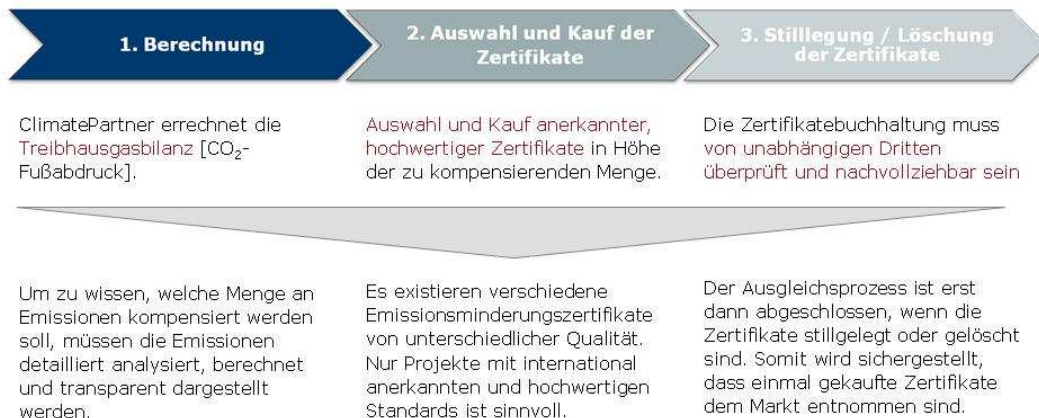 1. Berechnung
2. Auswahl und Kauf der
Zertifikate
3. Stilllegung / Löschung
der Zertifikate
ClimatePartner errechnet die
Treibhausgasbilanz [CO₂-
Fußabdruck].
Auswahl und Kauf anerkannter,
hochwertiger Zertifikate in Höhe
der zu kompensierenden Menge.
Die Zertifikatebuchhaltung muss
von unabhängigen Dritten
überprüft und nachvollziehbar sein
Um zu wissen, welche Menge an
Emissionen kompensiert werden
soll, müssen die Emissionen
detailliert analysiert, berechnet
und transparent dargestellt
werden.
Es existieren verschiedene
Emissionsminderungszertifikate
von unterschiedlicher Qualität.
Nur Projekte mit international
anerkannten und hochwertigen
Standards ist sinnvoll.
Der Ausgleichsprozess ist erst
dann abgeschlossen, wenn die
Zertifikate stillgelegt oder gelöscht
sind. Somit wird sichergestellt,
dass einmal gekaufte Zertifikate
dem Markt entnommen sind.